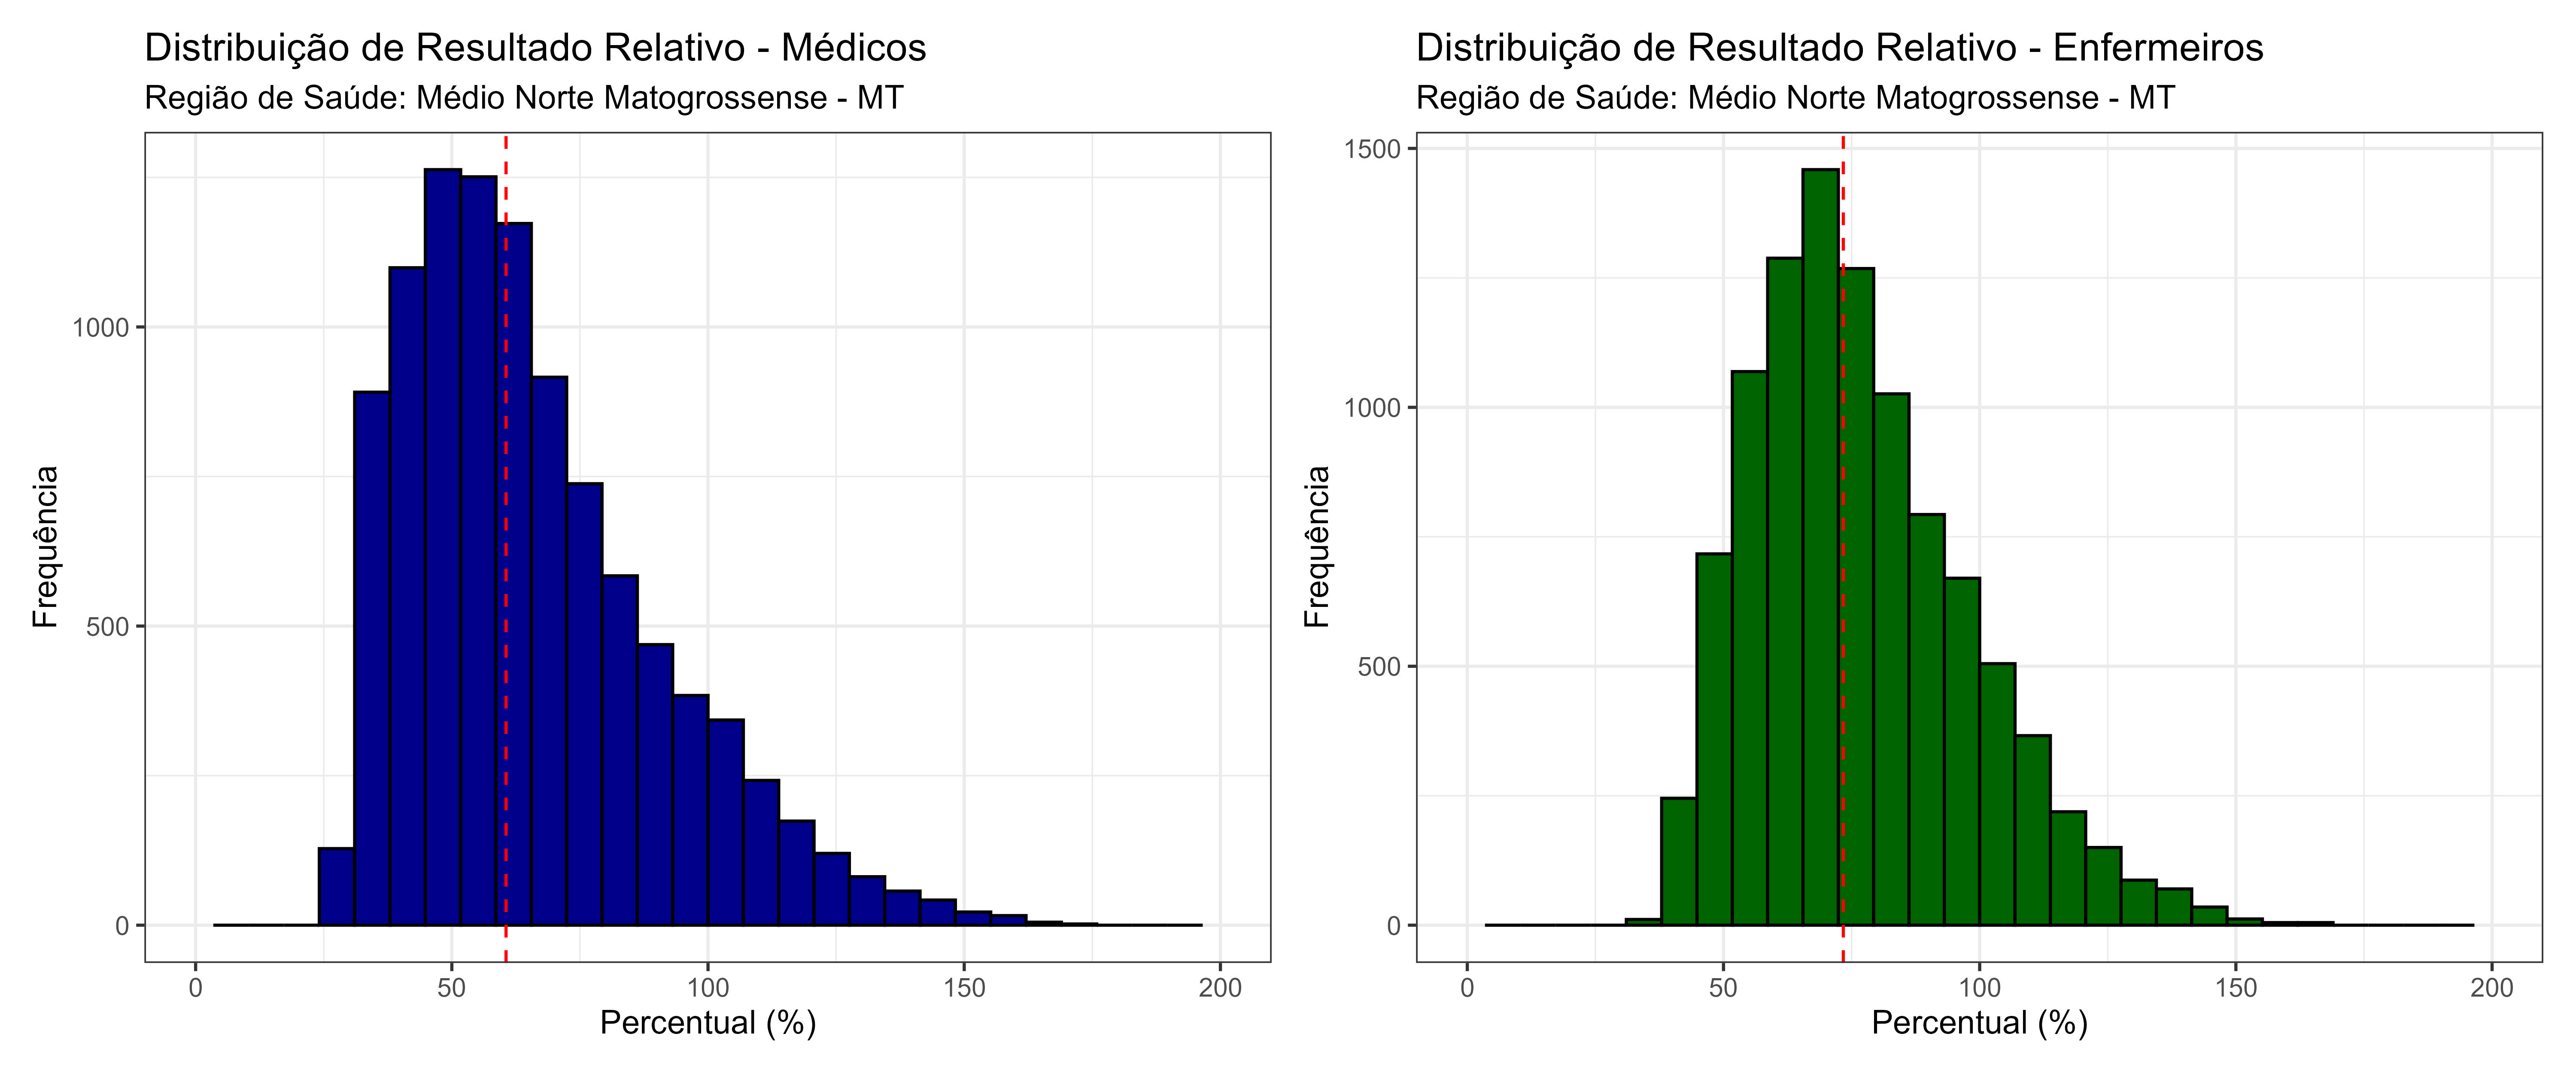 Distribuição de Resultado Relativo - Médicos
Região de Saúde: Médio Norte Matogrossense - MT
Frequência
1000
500
0
0 50 100 150 200
Percentual (%)
Distribuição de Resultado Relativo - Enfermeiros
Região de Saúde: Médio Norte Matogrossense - MT
Frequência
1500
1000
500
0
0 50 100 150 200
Percentual (%)